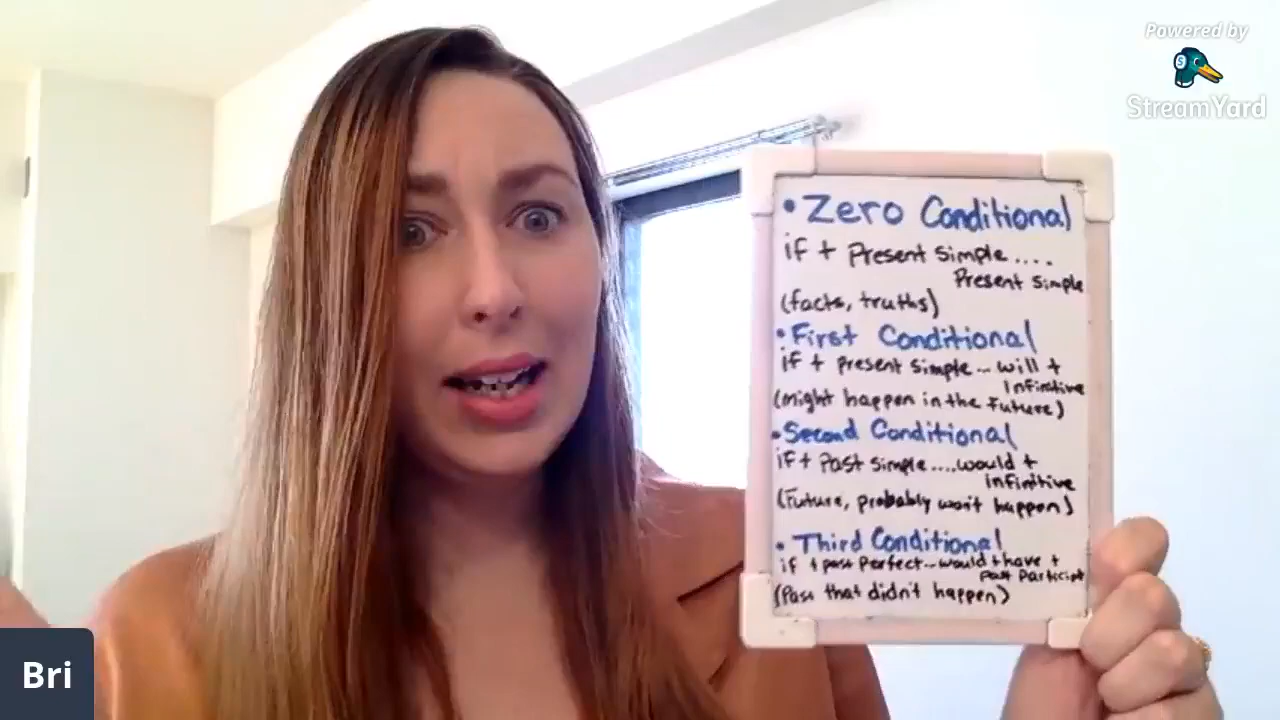 Powered by
StreamYard
• Zero Conditional
if + Present Simple ....
Present Simple
(facts, truths)
• First Conditional
if + present simple... will +
Infinitive
(might happen in the Future)
• Second Conditional
if + Past simple ....would +
infinitive
(Future, probably won't happen)
• Third Conditional
if + past Perfect...would + have +
Past Particip
(Pass that didn't happen)
Bri